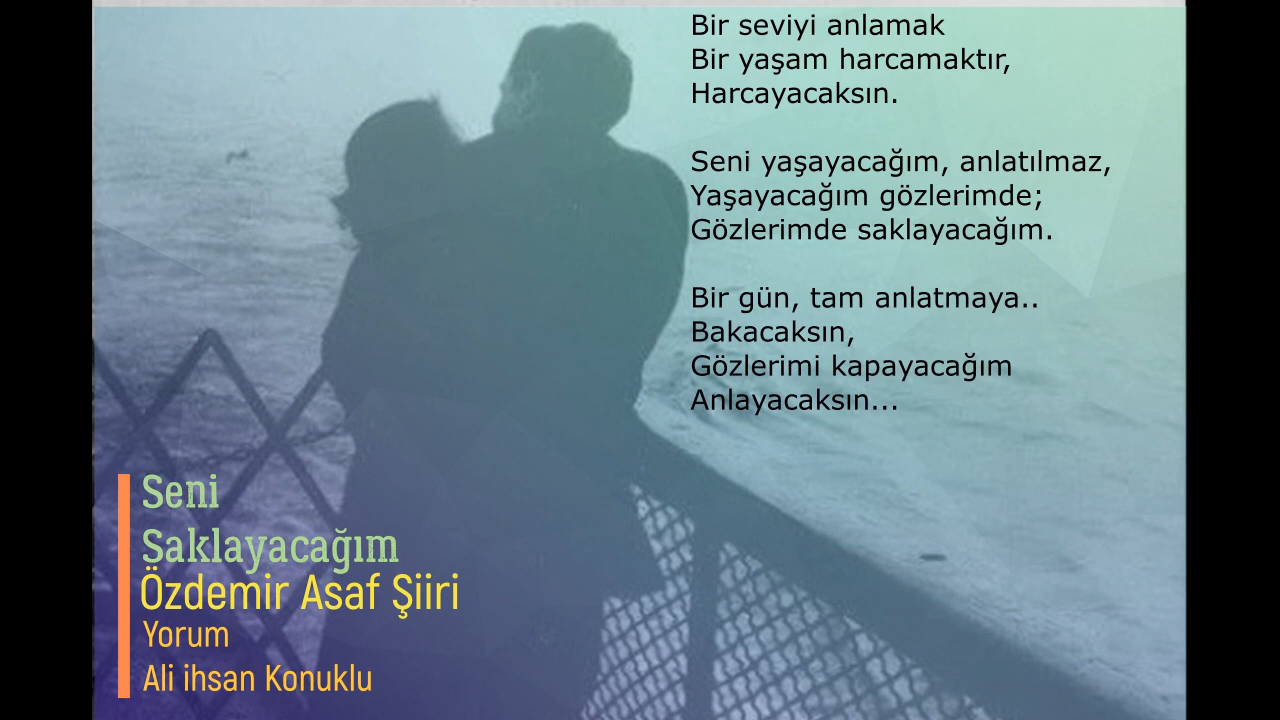 Bir seviyi anlamak
Bir yaşam harcamaktır,
Harcayacaksın.
Seni yaşayacağım, anlatılmaz,
Yaşayacağım gözlerimde;
Gözlerimde saklayacağım.
Bir gün, tam anlatmaya..
Bakacaksın,
Gözlerimi kapayacağım
Anlayacaksın...
Seni
Saklayacağım
Özdemir Asaf Şiiri
Yorum
Ali ihsan Konuklu